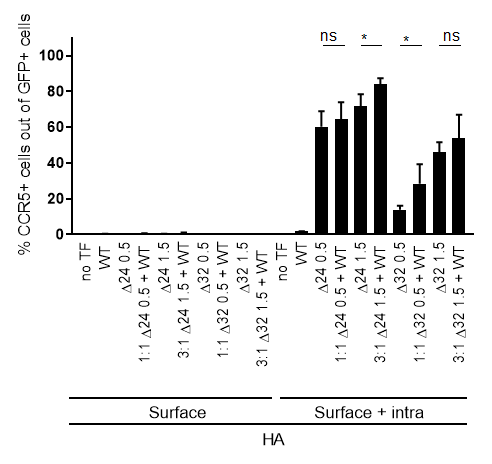 ns * * ns
% CCR5+ cells out of GFP+ cells
100
80
60
40
20
0
no TF
WT
Δ24 0.5
1:1 Δ24 0.5 + WT
Δ24 1.5
3:1 Δ24 1.5 + WT
Δ32 0.5
1:1 Δ32 0.5 + WT
Δ32 1.5
3:1 Δ32 1.5 + WT
no TF
WT
Δ24 0.5
1:1 Δ24 0.5 + WT
Δ24 1.5
3:1 Δ24 1.5 + WT
Δ32 0.5
1:1 Δ32 0.5 + WT
Δ32 1.5
3:1 Δ32 1.5 + WT
Surface
Surface + intra
HA